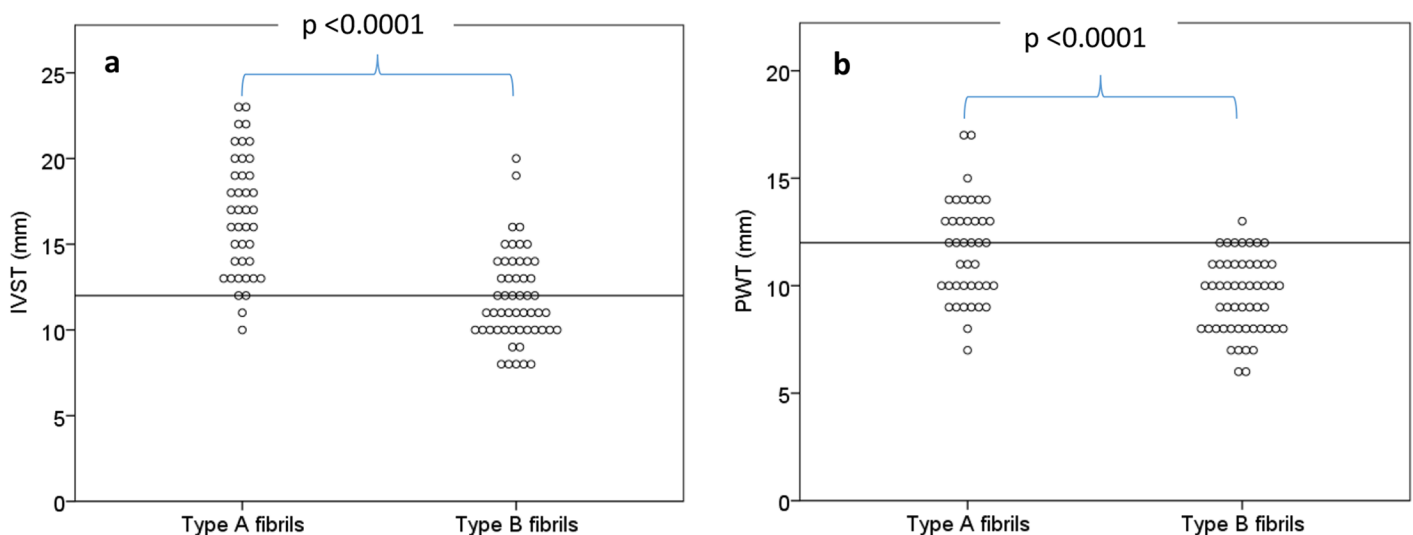 p <0.0001
a
25
20
15
10
5
0
IVST (mm)
Type A fibrils
Type B fibrils
p <0.0001
b
20
15
10
5
0
PWT (mm)
Type A fibrils
Type B fibrils